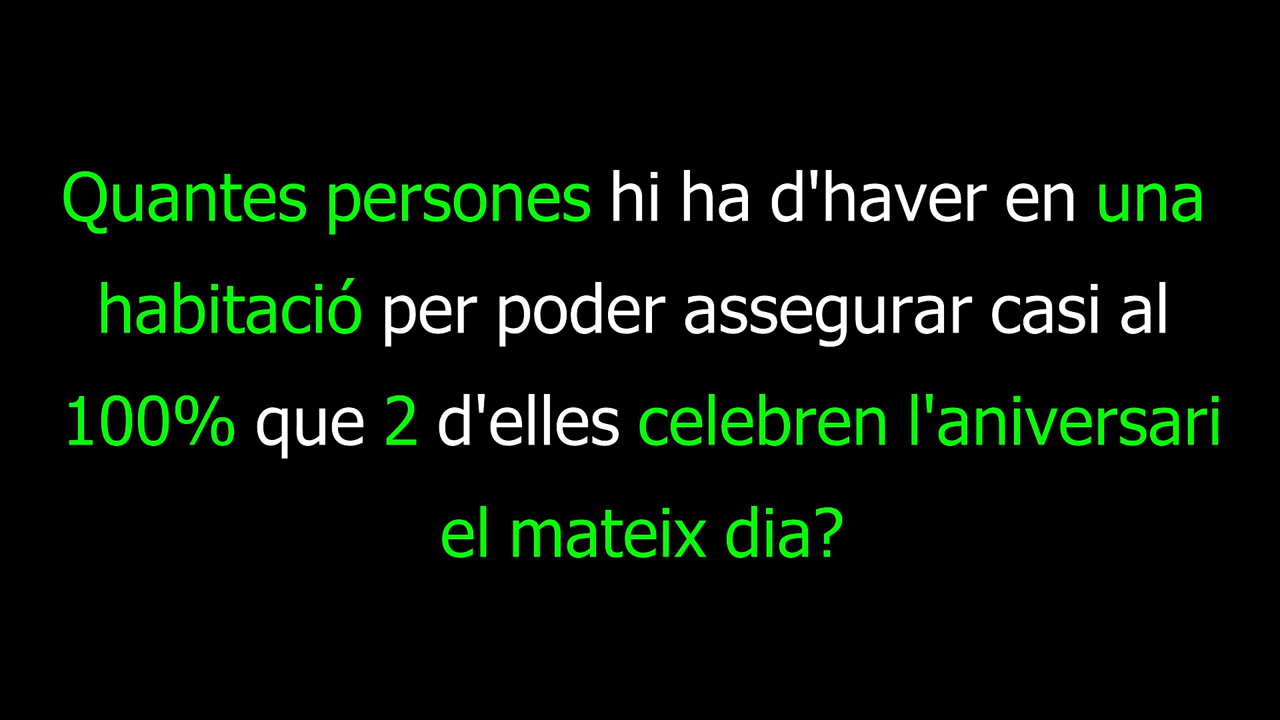 Quantes persones hi ha d'haver en una
habitació per poder assegurar casi al
100% que 2 d'elles celebren l'aniversari
el mateix dia?